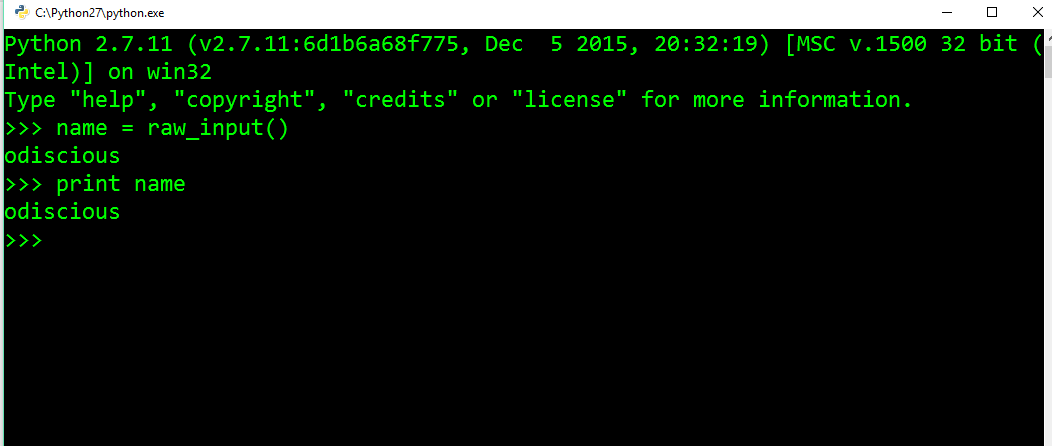 C:\Python27\python.exe
Python 2.7.11 (v2.7.11:6d1b6a68f775, Dec  5 2015, 20:32:19) [MSC v.1500 32 bit (
Intel)] on win32
Type "help", "copyright", "credits" or "license" for more information.
>>> name = raw_input()
odiscious
>>> print name
odiscious
>>>